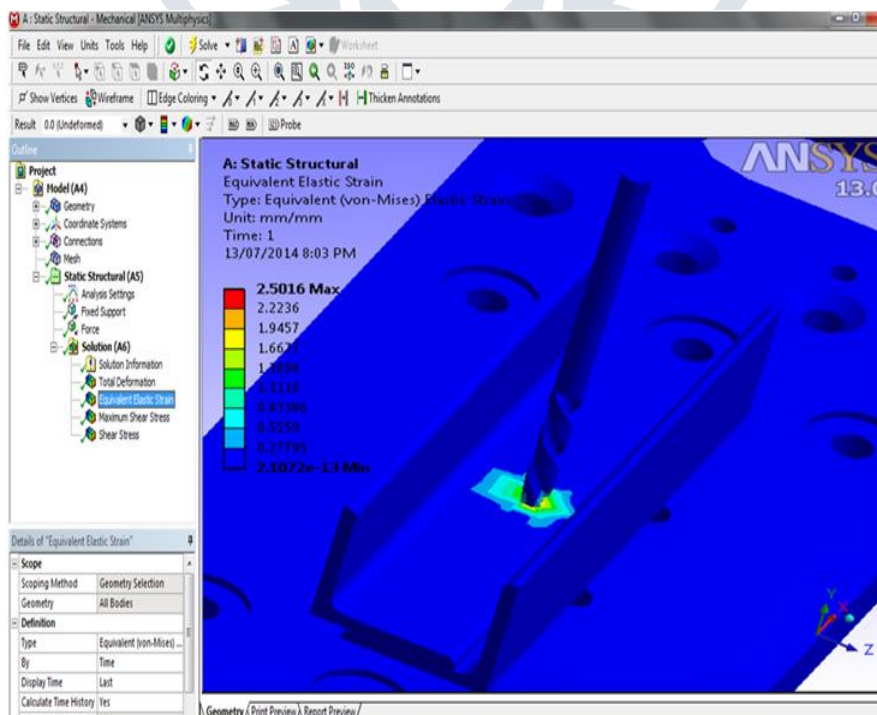 A : Static Structural - Mechanical [ANSYS Multiphysics]
File Edit View Units Tools Help Solve Worksheet
Show Vertices Wireframe Edge Coloring Thicken Annotations
Result 0.0 (Undeformed) Probe
Outline
Project
Model (A4)
Geometry
Coordinate Systems
Connections
Mesh
Static Structural (A5)
Analysis Settings
Fixed Support
Force
Solution (A6)
Solution Information
Total Deformation
Equivalent Elastic Strain
Maximum Shear Stress
Shear Stress
Details of "Equivalent Elastic Strain"
Scope
Scoping Method Geometry Selection
Geometry All Bodies
Definition
Type Equivalent (von-Mises) ...
By Time
Display Time Last
Calculate Time History Yes
A: Static Structural
Equivalent Elastic Strain
Type: Equivalent (von-Mises) Elastic Strain
Unit: mm/mm
Time: 1
13/07/2014 8:03 PM
2.5016 Max
2.2236
1.9457
0.5559
0.27795
2.1072e-13 Min
ANSYS
13.0
Y
X
Z
Geometry Print Preview Report Preview